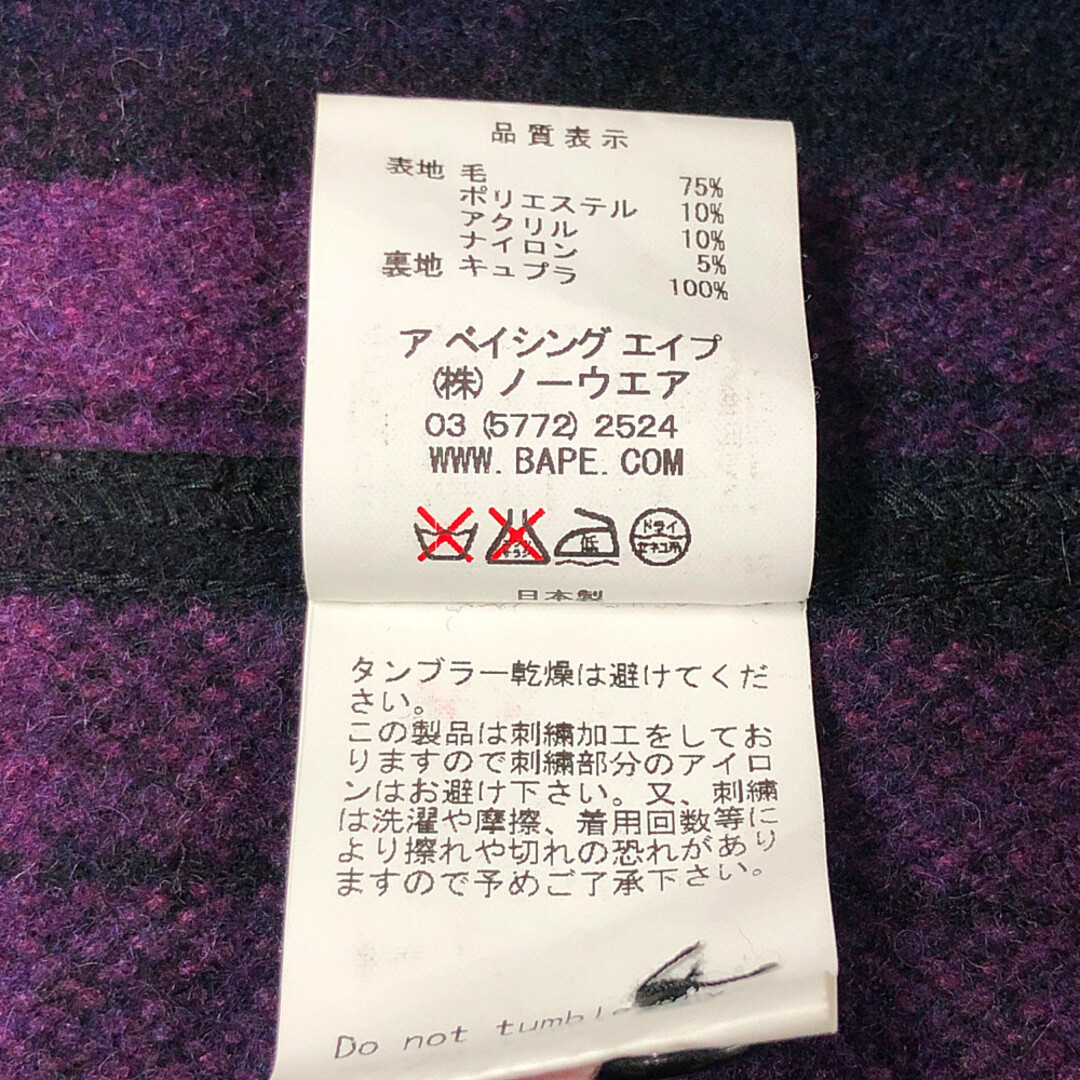 品質表示
表地 毛 75%
ポリエステル 10%
アクリル 10%
ナイロン 5%
裏地 キュプラ 100%
ア ベイシング エイプ
(株) ノーウエア
03 (5772) 2524
WWW. BAPE. COM
低 ドライ
日本製
タンブラー乾燥は避けてくだ
さい。
この製品は刺繍加工をしてお
りますので刺繍部分のアイロ
ンはお避け下さい。又、刺繍
は洗濯や摩擦、着用回数等に
より擦れや切れの恐れがあり
ますので予めご了承下さい。
Do not tumble